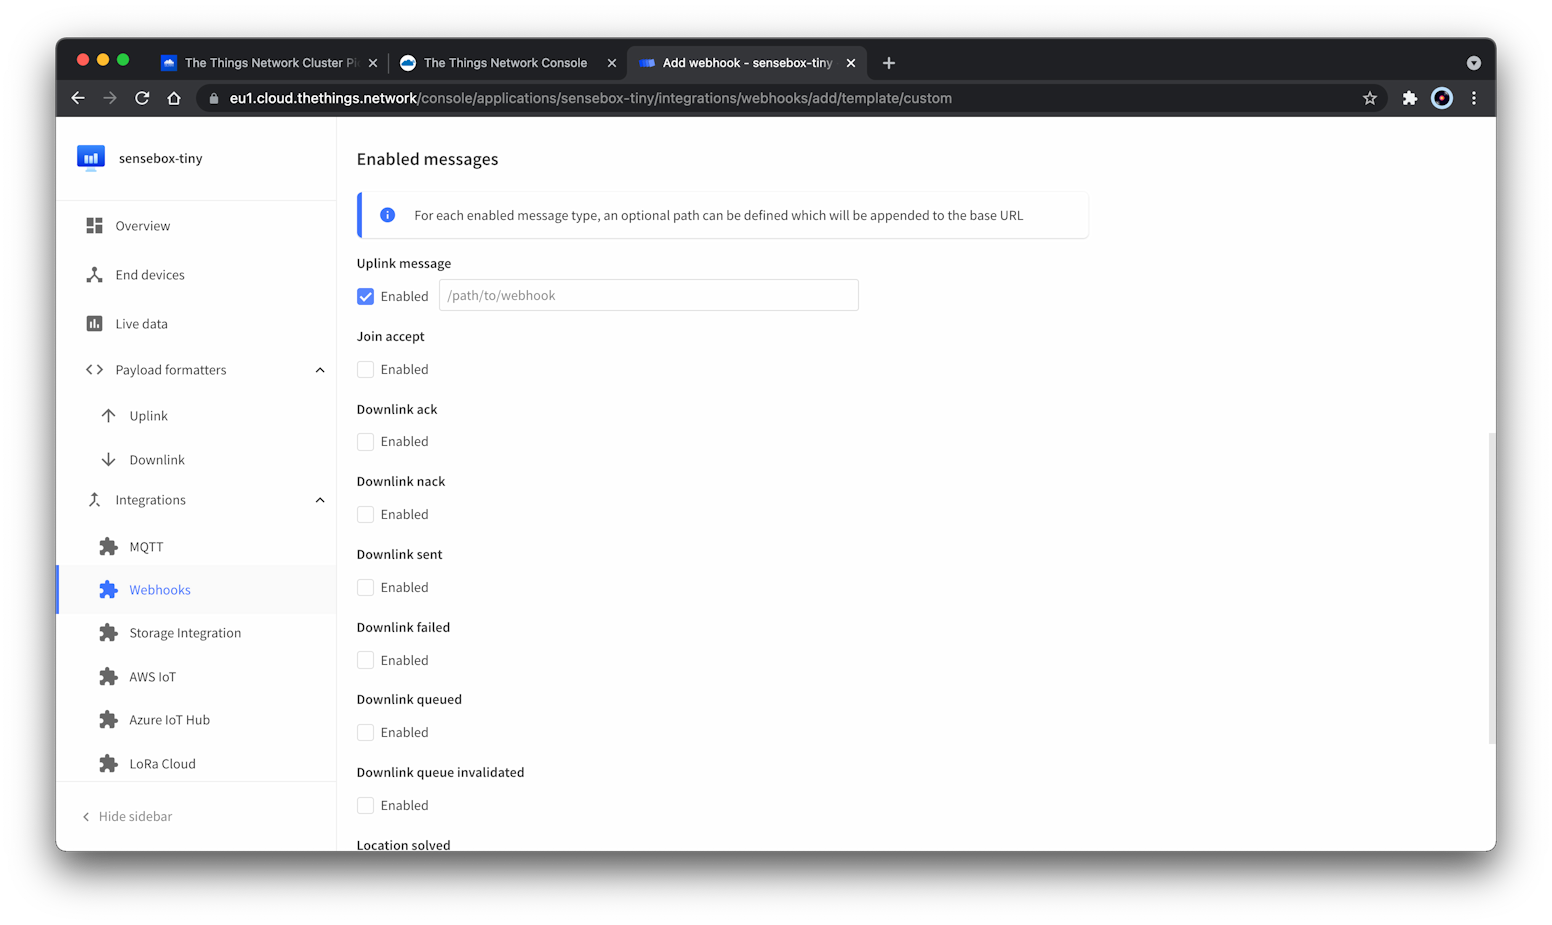 The Things Network Cluster Pi
The Things Network Console
Add webhook - sensebox-tiny
eu1.cloud.thethings.network/console/applications/sensebox-tiny/integrations/webhooks/add/template/custom
sensebox-tiny
Overview
End devices
Live data
Payload formatters
Uplink
Downlink
Integrations
MQTT
Webhooks
Storage Integration
AWS IoT
Azure IoT Hub
LoRa Cloud
Hide sidebar
Enabled messages
For each enabled message type, an optional path can be defined which will be appended to the base URL
Uplink message
Enabled /path/to/webhook
Join accept
Enabled
Downlink ack
Enabled
Downlink nack
Enabled
Downlink sent
Enabled
Downlink failed
Enabled
Downlink queued
Enabled
Downlink queue invalidated
Enabled
Location solved